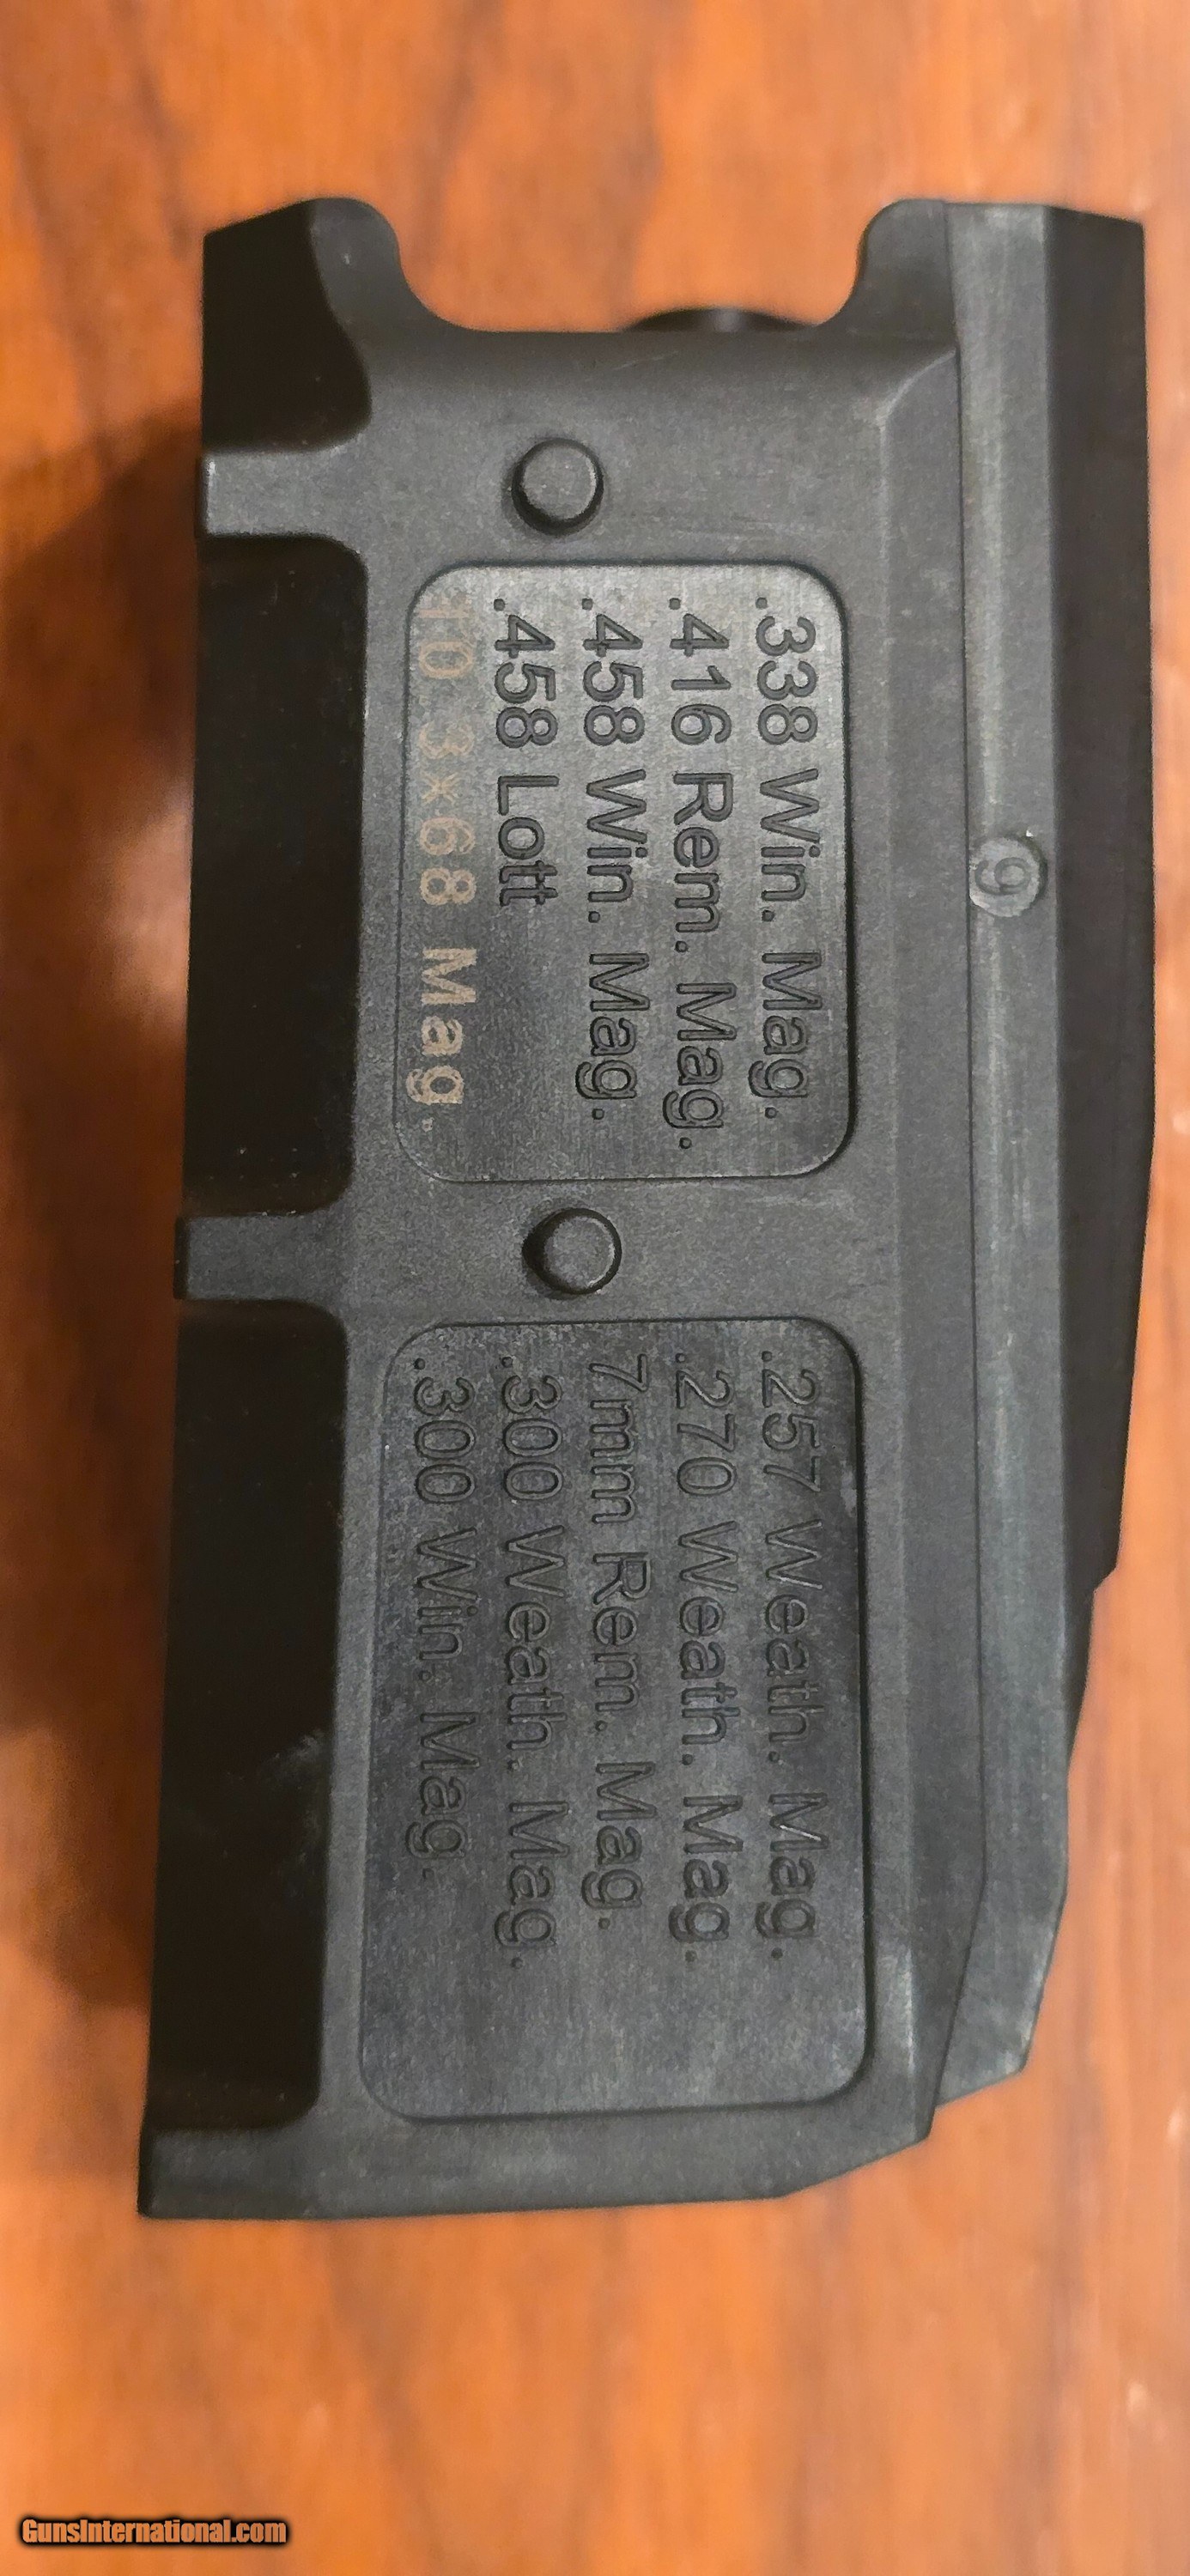 .338 Win. Mag.
.416 Rem. Mag.
.458 Win. Mag.
.458 Lott
10.3x68 Mag.
.257 Weath. Mag.
.270 Weath. Mag.
7mm Rem. Mag.
.300 Weath. Mag.
.300 Win. Mag.
9
GunsInternational.com